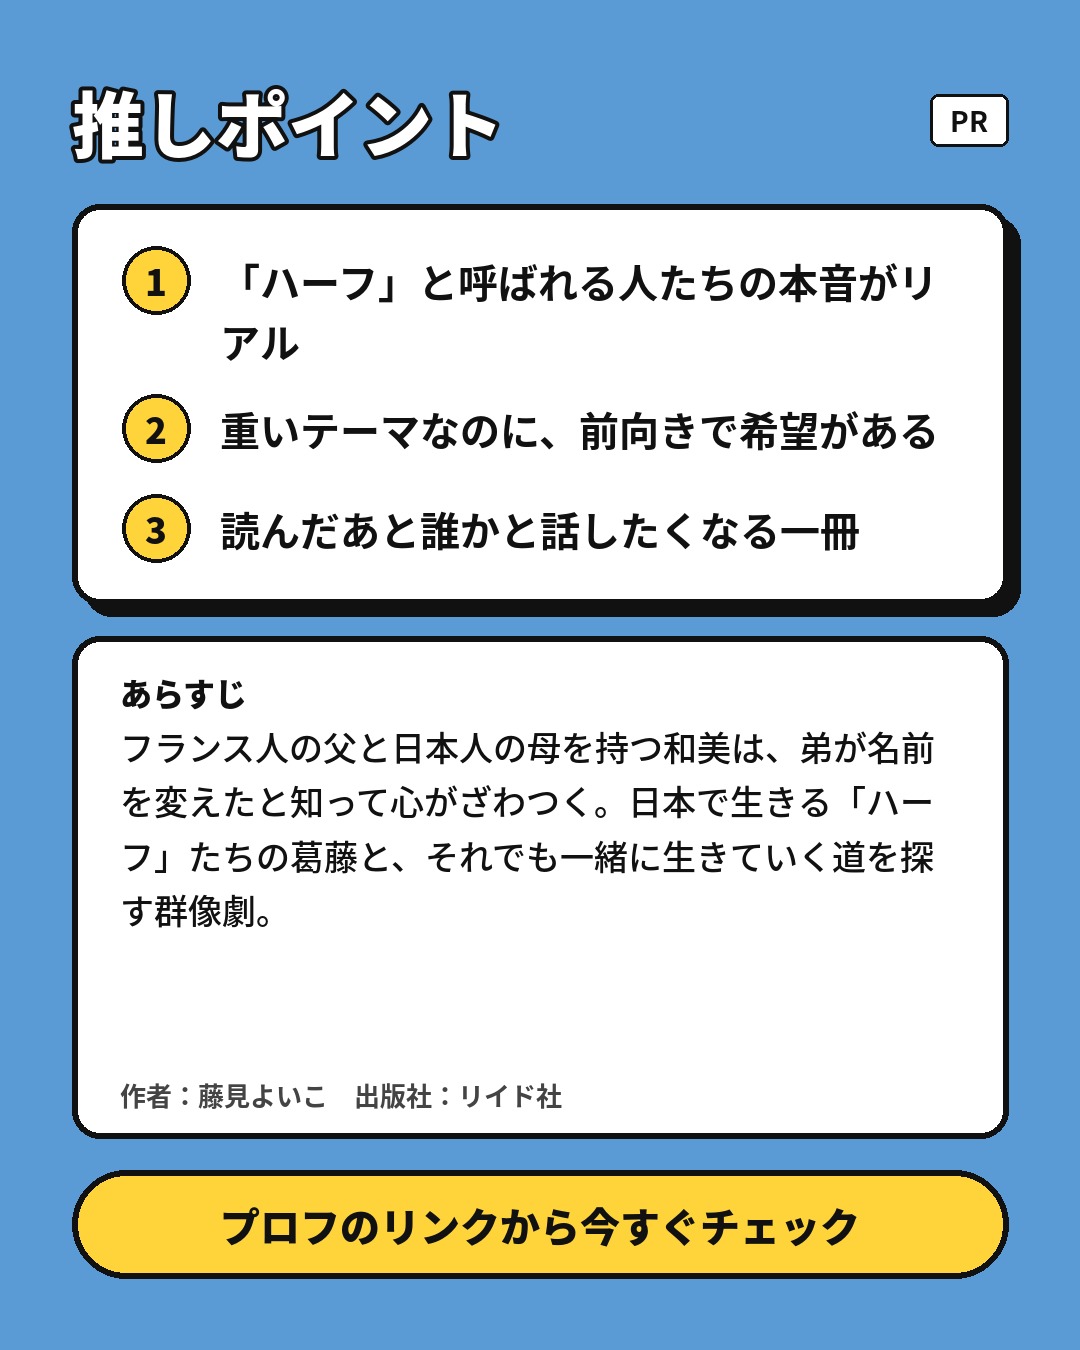 推しポイント
PR
1 「ハーフ」と呼ばれる人たちの本音がリ
アル
2 重いテーマなのに、前向きで希望がある
3 読んだあと誰かと話したくなる一冊
あらすじ
フランス人の父と日本人の母を持つ和美は、弟が名前
を変えたと知って心がざわつく。日本で生きる「ハー
フ」たちの葛藤と、それでも一緒に生きていく道を探
す群像劇。
作者：藤見よいこ　出版社：リイド社
プロフのリンクから今すぐチェック